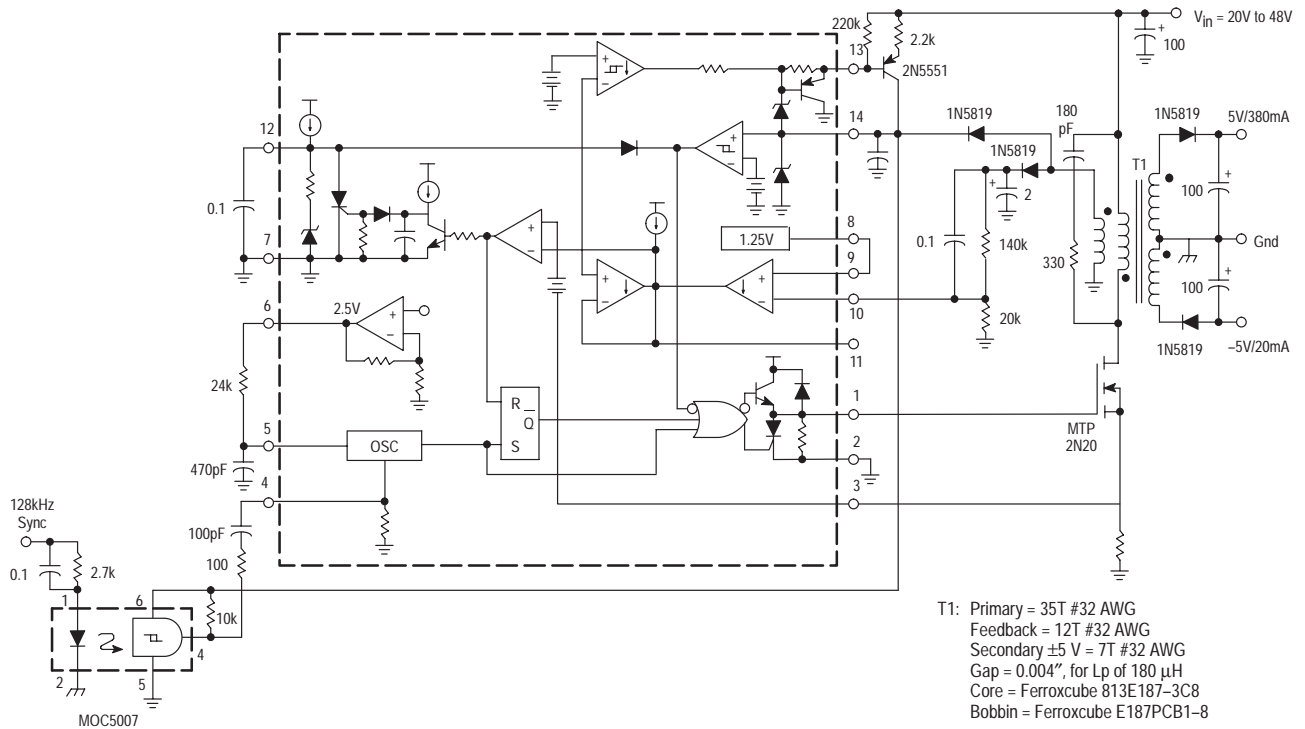 V_in = 20V to 48V
220k
2.2k
+
100
13
2N5551
12
14
1N5819
180
pF
1N5819
5V/380mA
1N5819
T1
+
–
+
–
+
2
+
100
0.1
8
1.25V
9
0.1
140k
330
Gnd
7
+
–
+
–
+
–
+
100
6
2.5V
+
–
10
20k
1N5819
–5V/20mA
11
24k
R
Q
S
1
MTP
2N20
5
OSC
2
470pF
4
3
128kHz
Sync
100pF
100
0.1
2.7k
1
6
10k
4
2
5
MOC5007
T1: Primary = 35T #32 AWG
Feedback = 12T #32 AWG
Secondary ±5 V = 7T #32 AWG
Gap = 0.004″, for Lp of 180 μH
Core = Ferroxcube 813E187–3C8
Bobbin = Ferroxcube E187PCB1–8